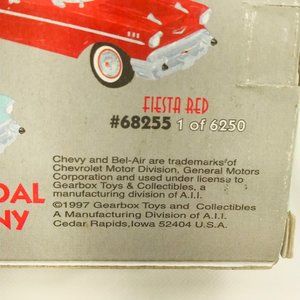 FIESTA RED
#68255 1 of 6250
Chevy and Bel-Air are trademarks of
Chevrolet Motor Division, General Motors
Corporation and used under license to
Gearbox Toys & Collectibles, a
manufacturing division of A.I.I.
©1997 Gearbox Toys and Collectibles
A Manufacturing Division of A.I.I.
Cedar Rapids,Iowa 52404 U.S.A.
DAL
NY